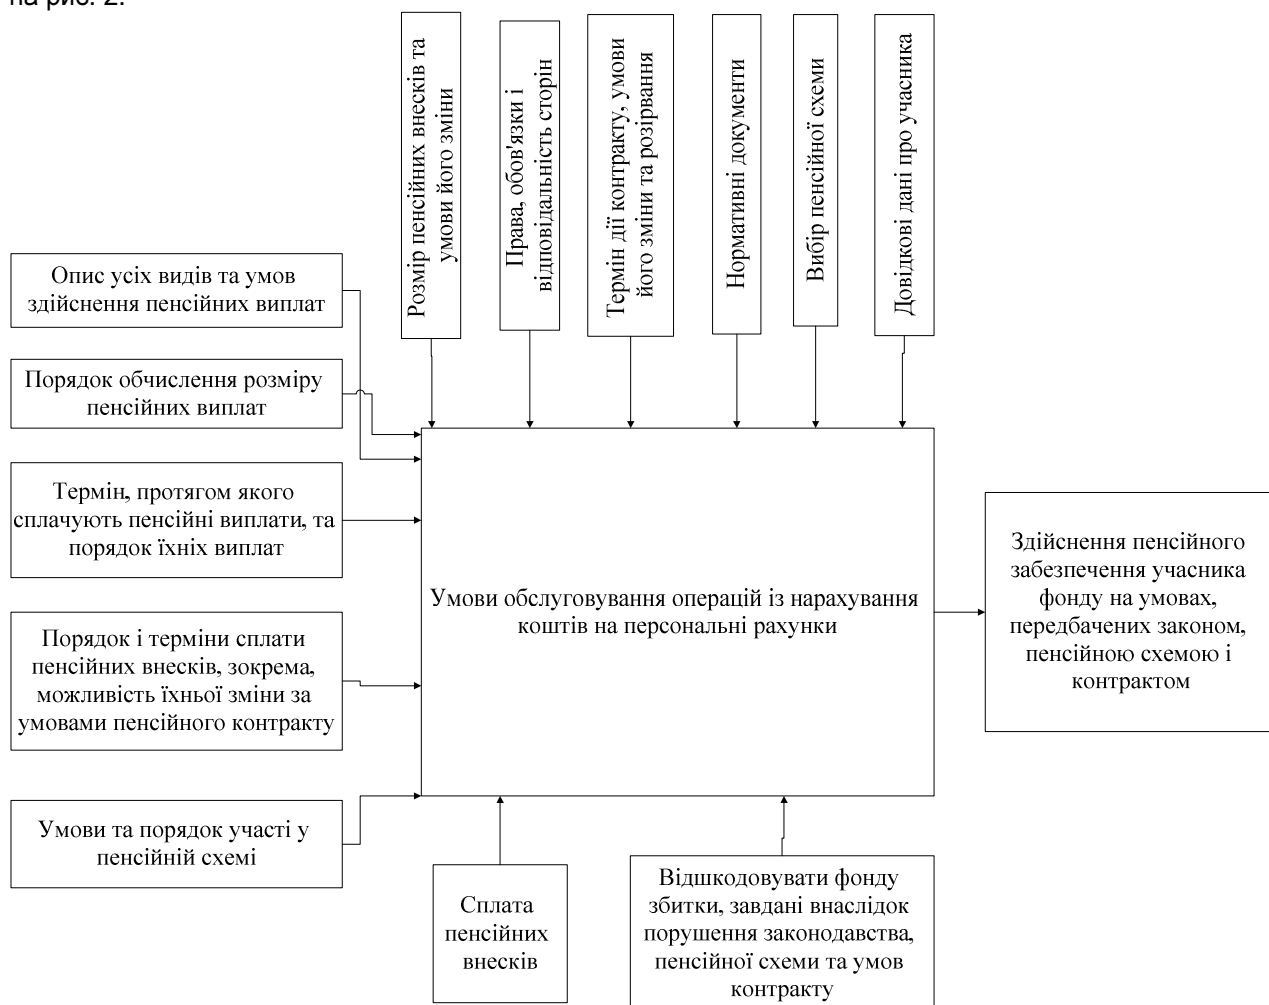 на рис. 2.
Розмір пенсійних внесків та
умови його зміни
Права, обов'язки і
відповідальність сторін
Термін дії контракту, умови
його зміни та розірвання
Нормативні документи
Вибір пенсійної схеми
Довідкові дані про учасника
Опис усіх видів та умов
здійснення пенсійних виплат
Порядок обчислення розміру
пенсійних виплат
Термін, протягом якого
сплачують пенсійні виплати, та
порядок їхніх виплат
Порядок і терміни сплати
пенсійних внесків, зокрема,
можливість їхньої зміни за
умовами пенсійного контракту
Умови та порядок участі у
пенсійній схемі
Умови обслуговування операцій із нарахування
коштів на персональні рахунки
Здійснення пенсійного
забезпечення учасника
фонду на умовах,
передбачених законом,
пенсійною схемою і
контрактом
Сплата
пенсійних
внесків
Відшкодовувати фонду
збитки, завдані внаслідок
порушення законодавства,
пенсійної схеми та умов
контракту